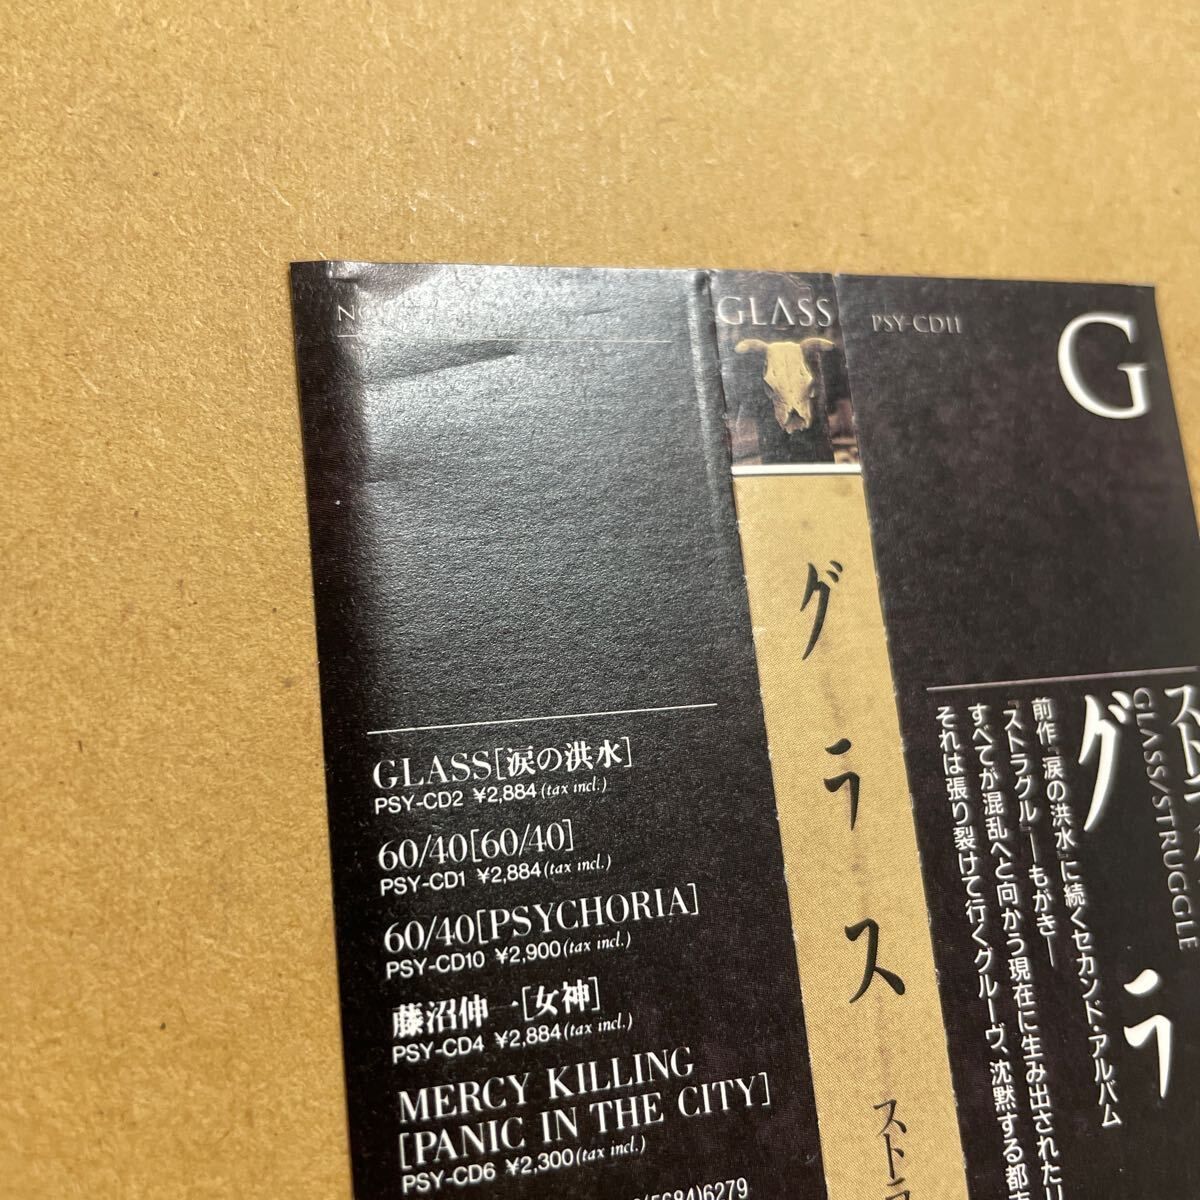 GLASS[涙の洪水]
PSY-CD2 ¥2,884(tax incl.)
60/40[60/40]
PSY-CD1 ¥2,884(tax incl.)
60/40[PSYCHORIA]
PSY-CD10 ¥2,900(tax incl.)
藤沼伸一[女神]
PSY-CD4 ¥2,884(tax incl.)
MERCY KILLING
[PANIC IN THE CITY]
PSY-CD6 ¥2,300(tax incl.)
(5684)6279
GLASS
グラス
ストラ
PSY-CD11
G
グラ
GLASS/STRUGGLE
前作『涙の洪水』に続くセカンド・アルバム
『ストラグル』―もがき―
すべてが混乱へと向かう現在に生み出された
それは張り裂けて行くグルーヴ、沈黙する都